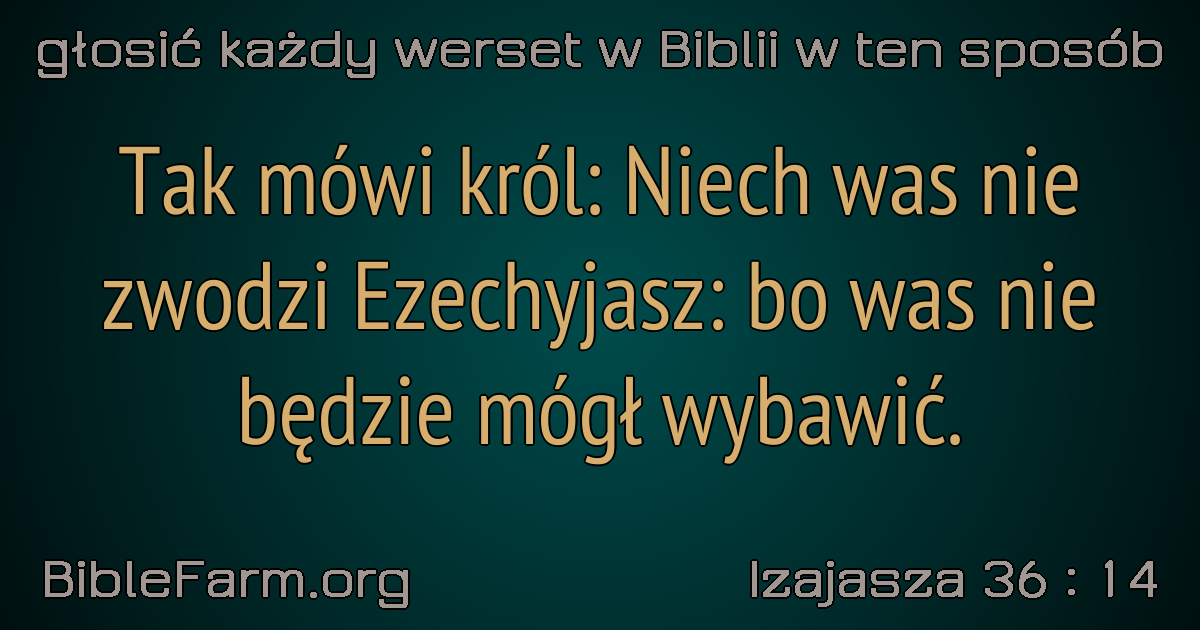 głosić każdy werset w Biblii w ten sposób
Tak mówi król: Niech was nie
zwodzi Ezechyjasz: bo was nie
będzie mógł wybawić.
BibleFarm.org
Izajasza 36 : 14